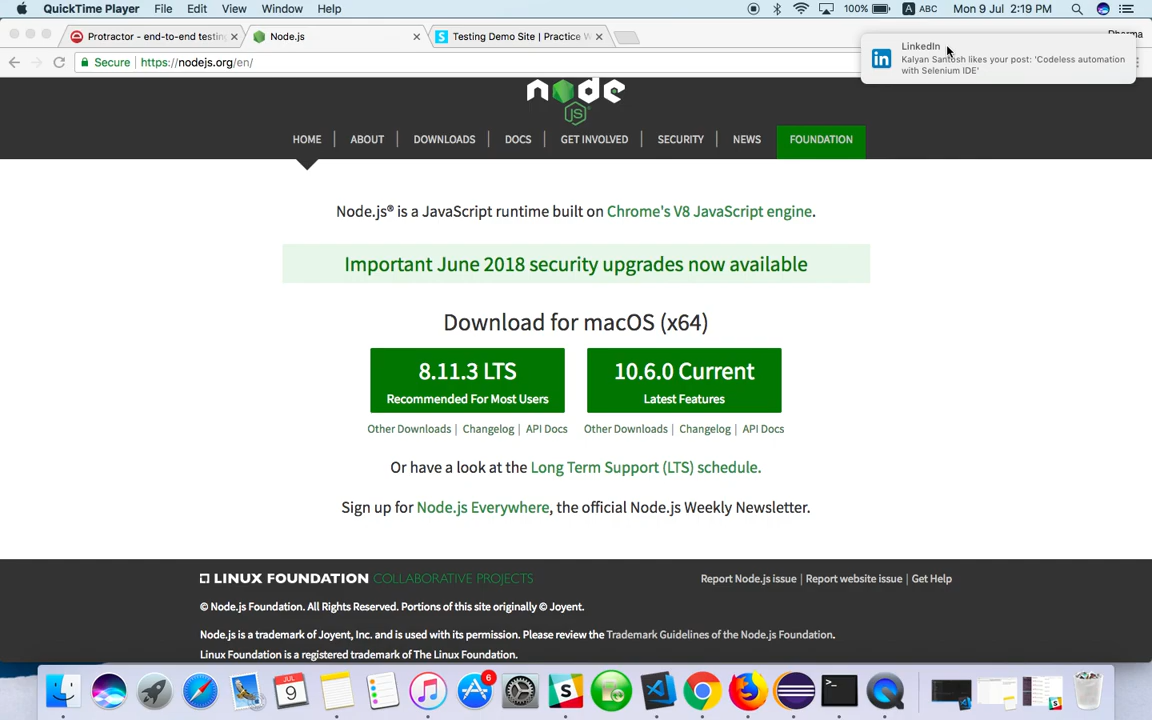 QuickTime Player File Edit View Window Help
100% A ABC Mon 9 Jul 2:19 PM
Protractor - end-to-end testin
Node.js
Testing Demo Site | Practice W
Secure https://nodejs.org/en/
LinkedIn
Kalyan Santosh likes your post: 'Codeless automation
with Selenium IDE'
node
JS
HOME | ABOUT | DOWNLOADS | DOCS | GET INVOLVED | SECURITY | NEWS FOUNDATION
Node.js® is a JavaScript runtime built on Chrome's V8 JavaScript engine.
Important June 2018 security upgrades now available
Download for macOS (x64)
8.11.3 LTS
Recommended For Most Users
10.6.0 Current
Latest Features
Other Downloads | Changelog | API Docs
Other Downloads | Changelog | API Docs
Or have a look at the Long Term Support (LTS) schedule.
Sign up for Node.js Everywhere, the official Node.js Weekly Newsletter.
LINUX FOUNDATION COLLABORATIVE PROJECTS
Report Node.js issue | Report website issue | Get Help
© Node.js Foundation. All Rights Reserved. Portions of this site originally © Joyent.
Node.js is a trademark of Joyent, Inc. and is used with its permission. Please review the Trademark Guidelines of the Node.js Foundation.
Linux Foundation is a registered trademark of The Linux Foundation.
JUL
9
6